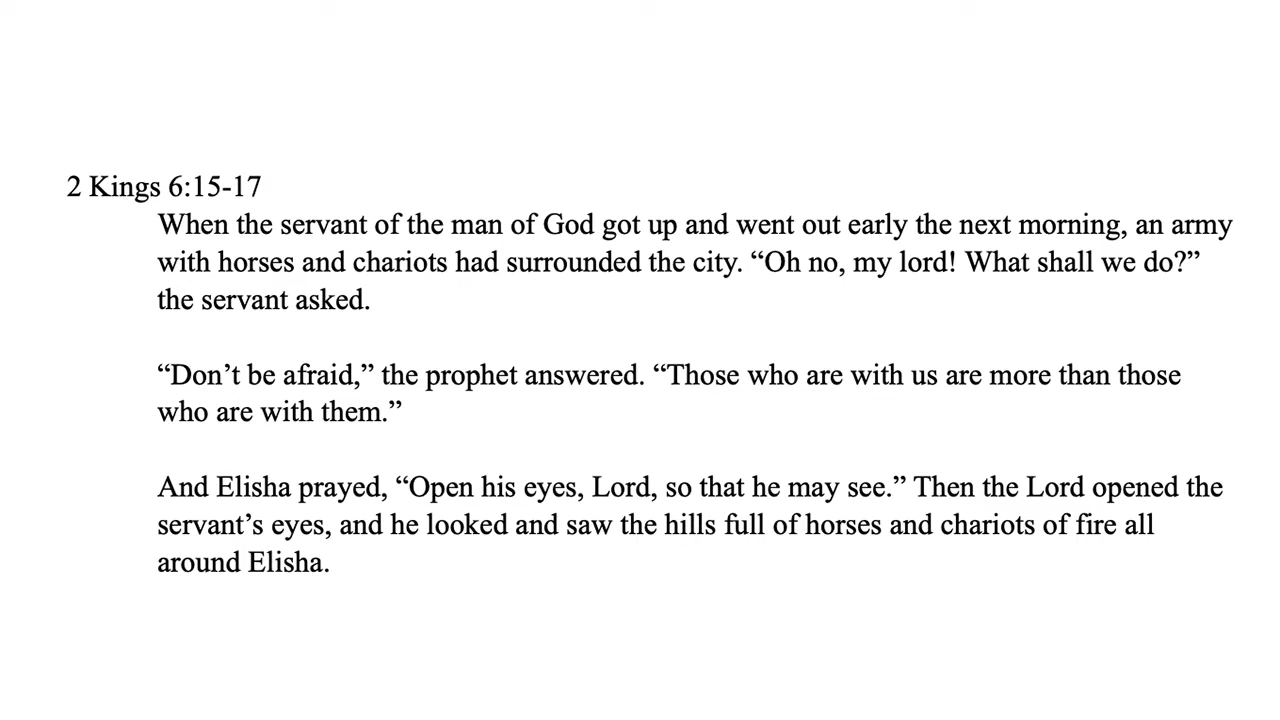 2 Kings 6:15-17
When the servant of the man of God got up and went out early the next morning, an army
with horses and chariots had surrounded the city. “Oh no, my lord! What shall we do?”
the servant asked.
“Don’t be afraid,” the prophet answered. “Those who are with us are more than those
who are with them.”
And Elisha prayed, “Open his eyes, Lord, so that he may see.” Then the Lord opened the
servant’s eyes, and he looked and saw the hills full of horses and chariots of fire all
around Elisha.